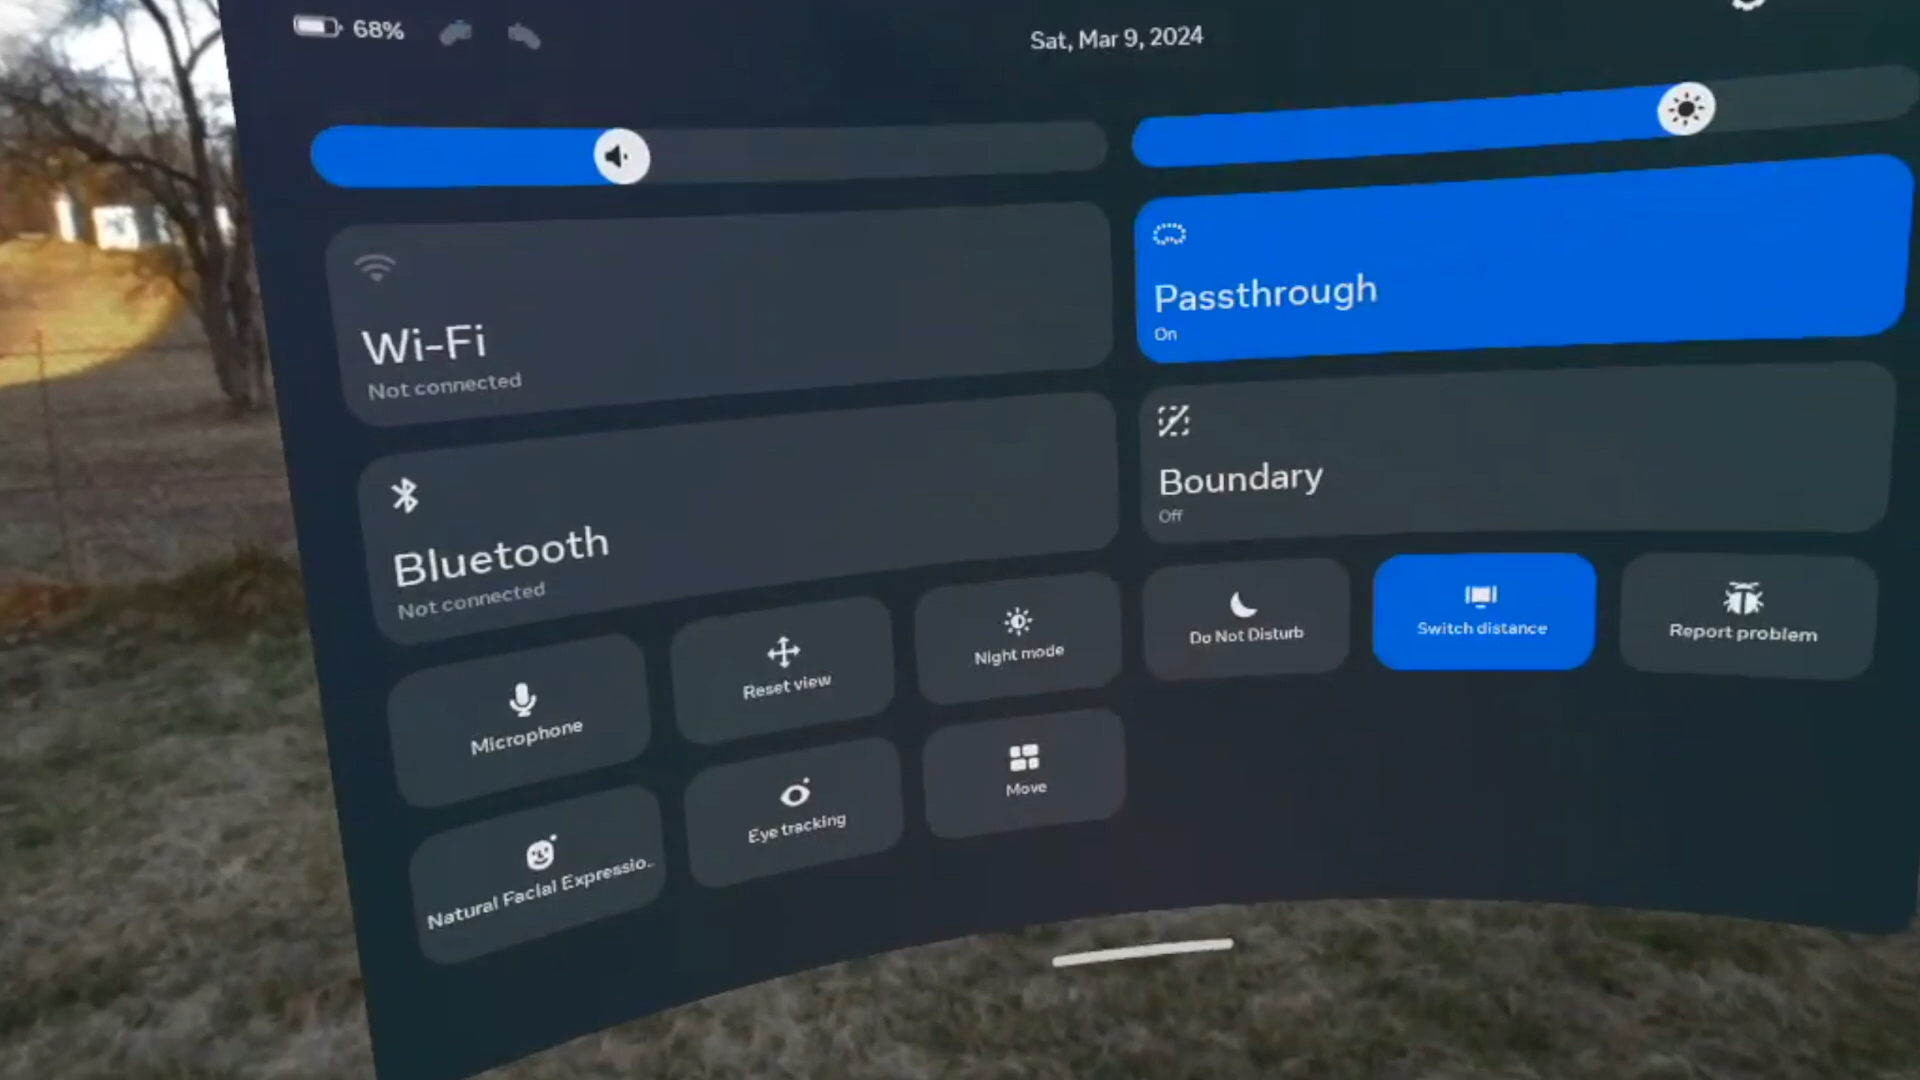 68%
Sat, Mar 9, 2024
Wi-Fi
Not connected
Passthrough
On
Bluetooth
Not connected
Boundary
Off
Microphone
Reset view
Night mode
Do Not Disturb
Switch distance
Report problem
Natural Facial Expressio..
Eye tracking
Move